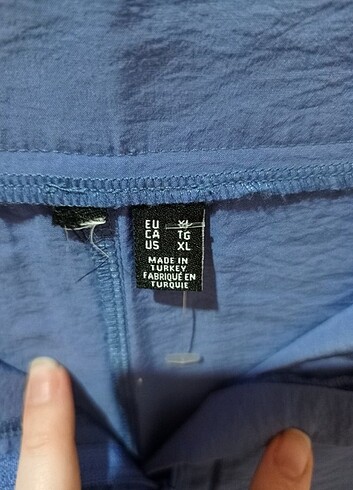 EU XL
CA TG
US XL
MADE IN
TURKEY
FABRIQUÉ EN
TURQUIE